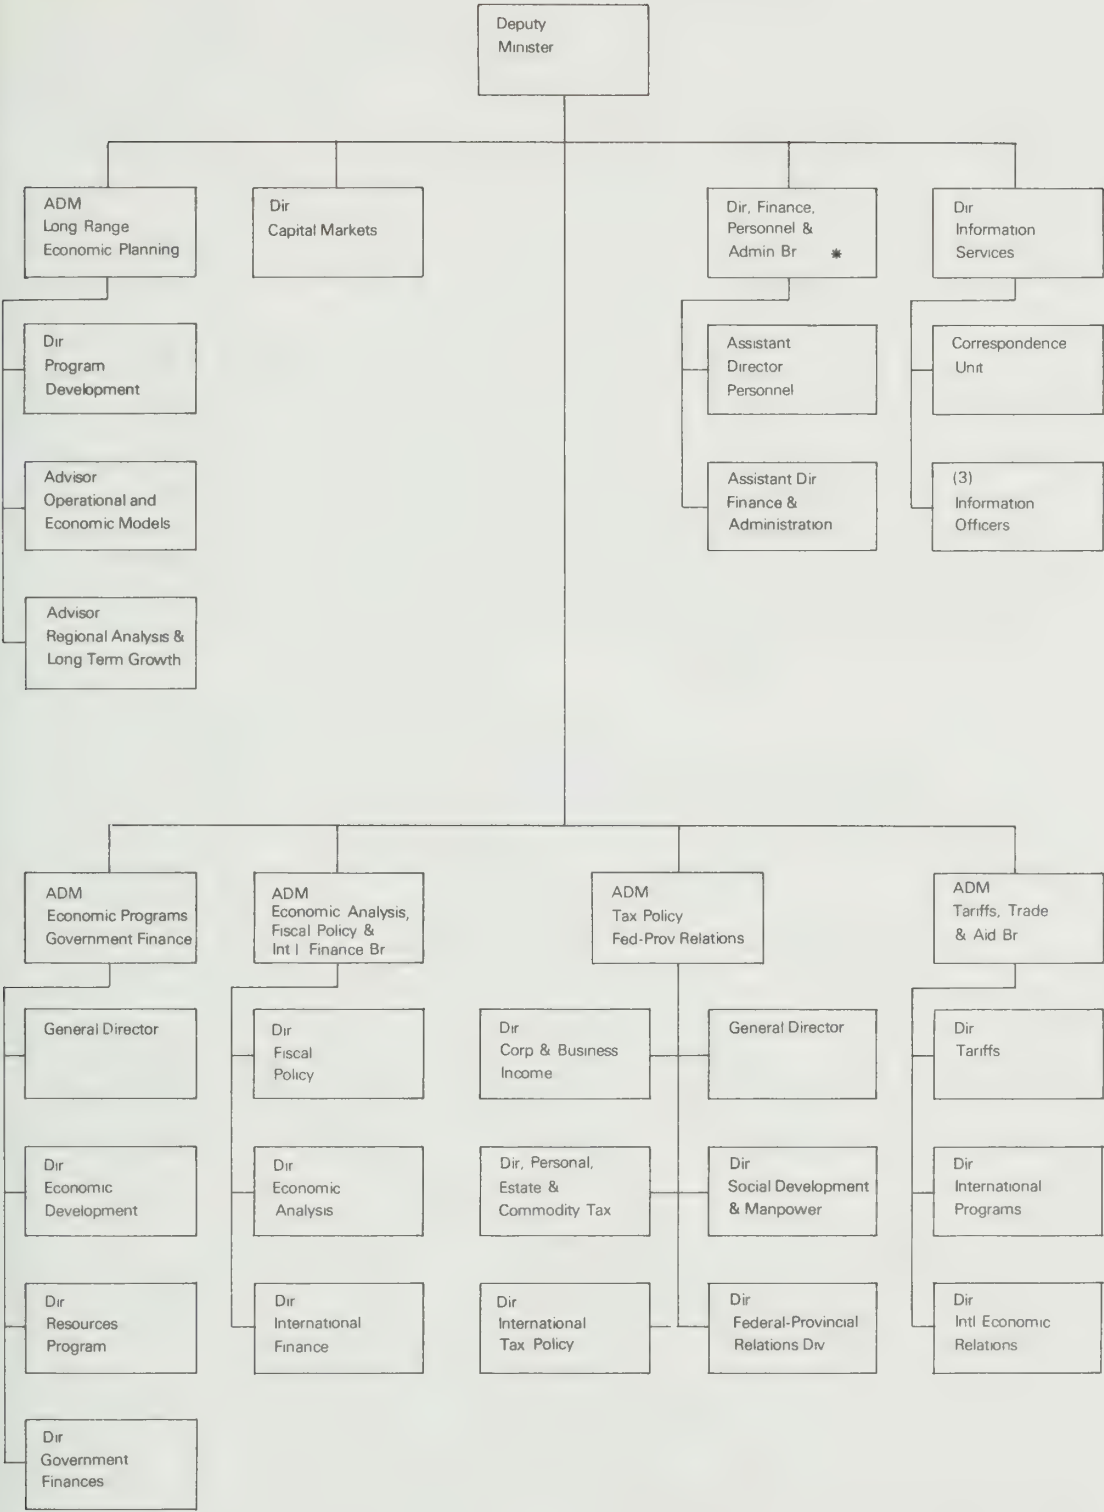 Deputy
Minister
ADM
Long Range
Economic Planning
Dir
Capital Markets
Dir, Finance,
Personnel &
Admin Br *
Dir
Information
Services
Dir
Program
Development
Assistant
Director
Personnel
Correspondence
Unit
Advisor
Operational and
Economic Models
Assistant Dir
Finance &
Administration
(3)
Information
Officers
Advisor
Regional Analysis &
Long Term Growth
ADM
Economic Programs
Government Finance
ADM
Economic Analysis,
Fiscal Policy &
Int l Finance Br
ADM
Tax Policy
Fed-Prov Relations
ADM
Tariffs, Trade
& Aid Br
General Director
Dir
Fiscal
Policy
Dir
Corp & Business
Income
General Director
Dir
Tariffs
Dir
Economic
Development
Dir
Economic
Analysis
Dir, Personal,
Estate &
Commodity Tax
Dir
Social Development
& Manpower
Dir
International
Programs
Dir
Resources
Program
Dir
International
Finance
Dir
International
Tax Policy
Dir
Federal-Provincial
Relations Div
Dir
Intl Economic
Relations
Dir
Government
Finances